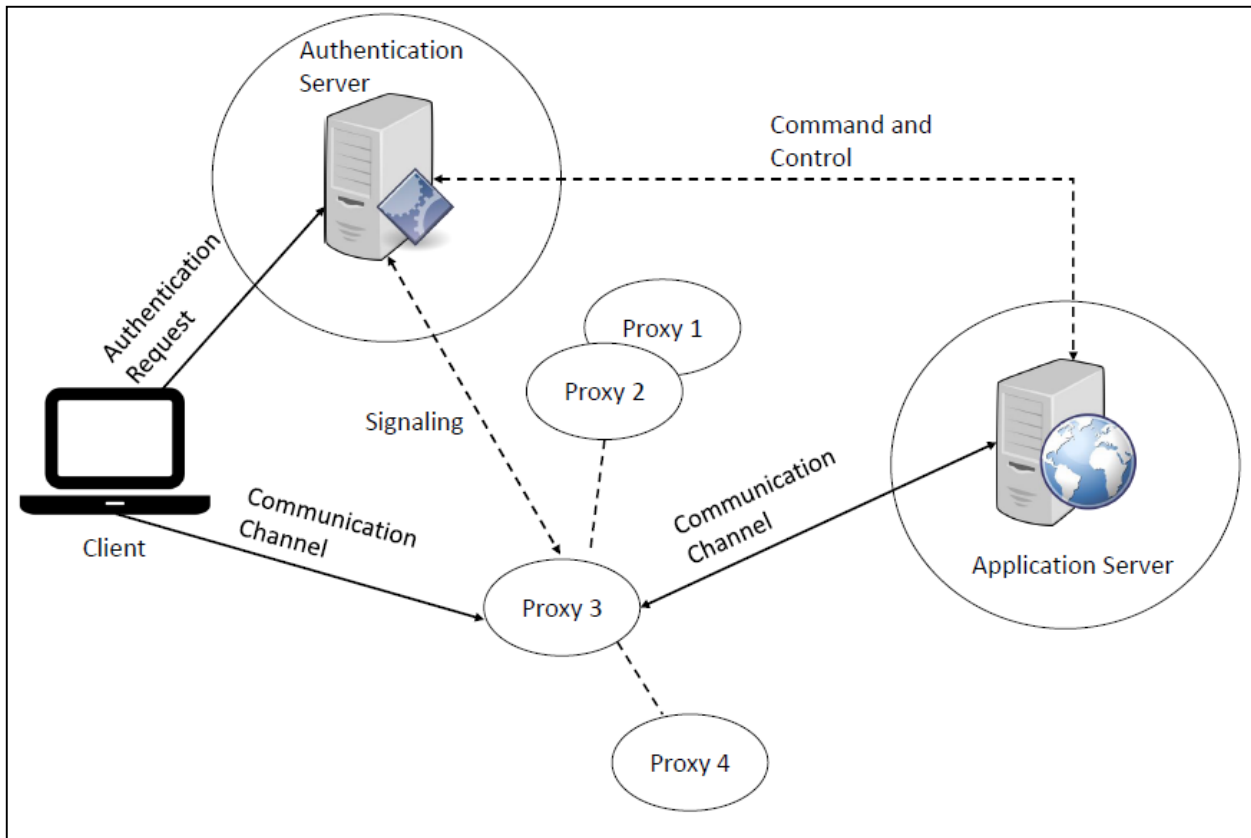 Authentication
Server
Command and
Control
Authentication
Request
Proxy 1
Proxy 2
Signaling
Client
Communication
Channel
Communication
Channel
Application Server
Proxy 3
Proxy 4